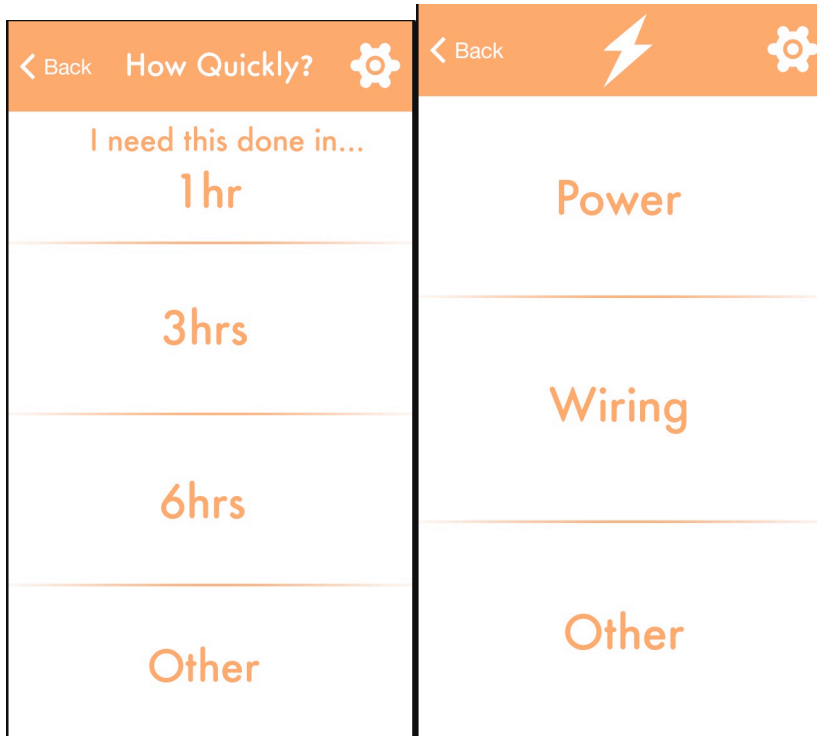 Back How Quickly?
I need this done in...
1hr
3hrs
6hrs
Other
Back
Power
Wiring
Other